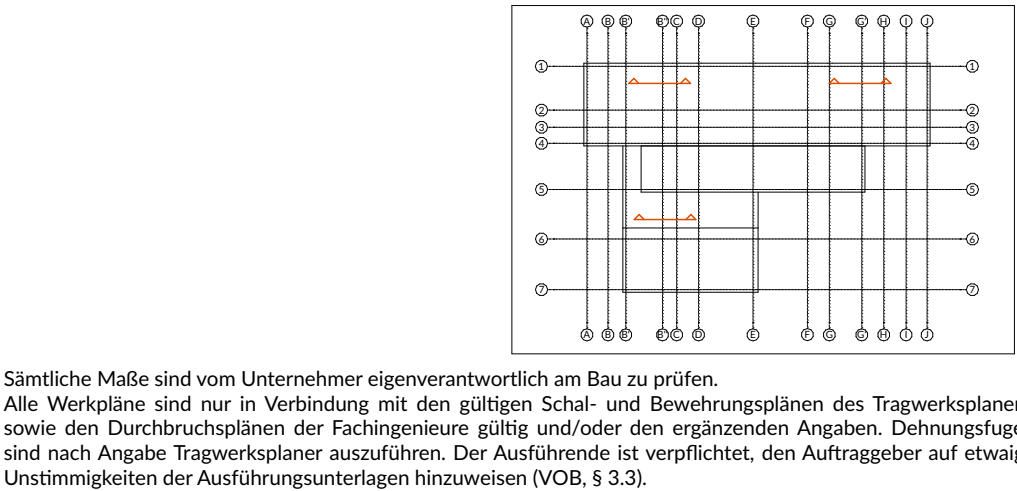 A B B' B'' C D E F G G' H I J
1 1
2 2
3 3
4 4
5 5
6 6
7 7
A B B' B'' C D E F G G' H I J
Sämtliche Maße sind vom Unternehmer eigenverantwortlich am Bau zu prüfen.
Alle Werkpläne sind nur in Verbindung mit den gültigen Schal- und Bewehrungsplänen des Tragwerksplaner
sowie den Durchbruchsplänen der Fachingenieure gültig und/oder den ergänzenden Angaben. Dehnungsfuge
sind nach Angabe Tragwerksplaner auszuführen. Der Ausführende ist verpflichtet, den Auftraggeber auf etwaig
Unstimmigkeiten der Ausführungsunterlagen hinzuweisen (VOB, § 3.3).